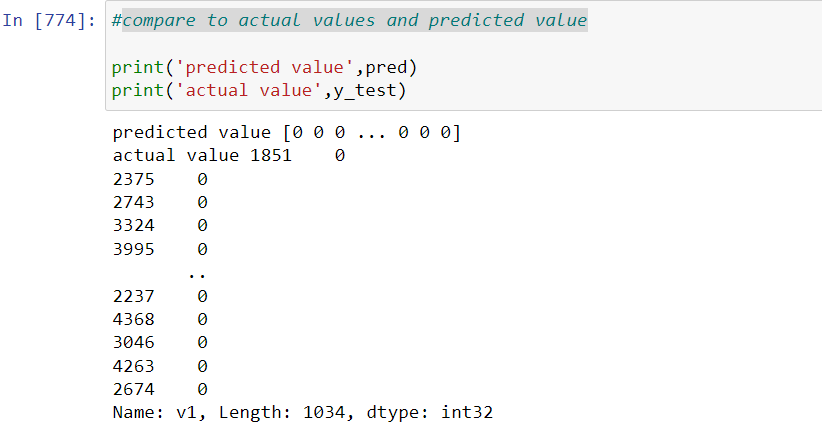 In [774]: #compare to actual values and predicted value
print('predicted value',pred)
print('actual value',y_test)
predicted value [0 0 0 ... 0 0 0]
actual value 1851    0
2375    0
2743    0
3324    0
3995    0
       ..
2237    0
4368    0
3046    0
4263    0
2674    0
Name: v1, Length: 1034, dtype: int32